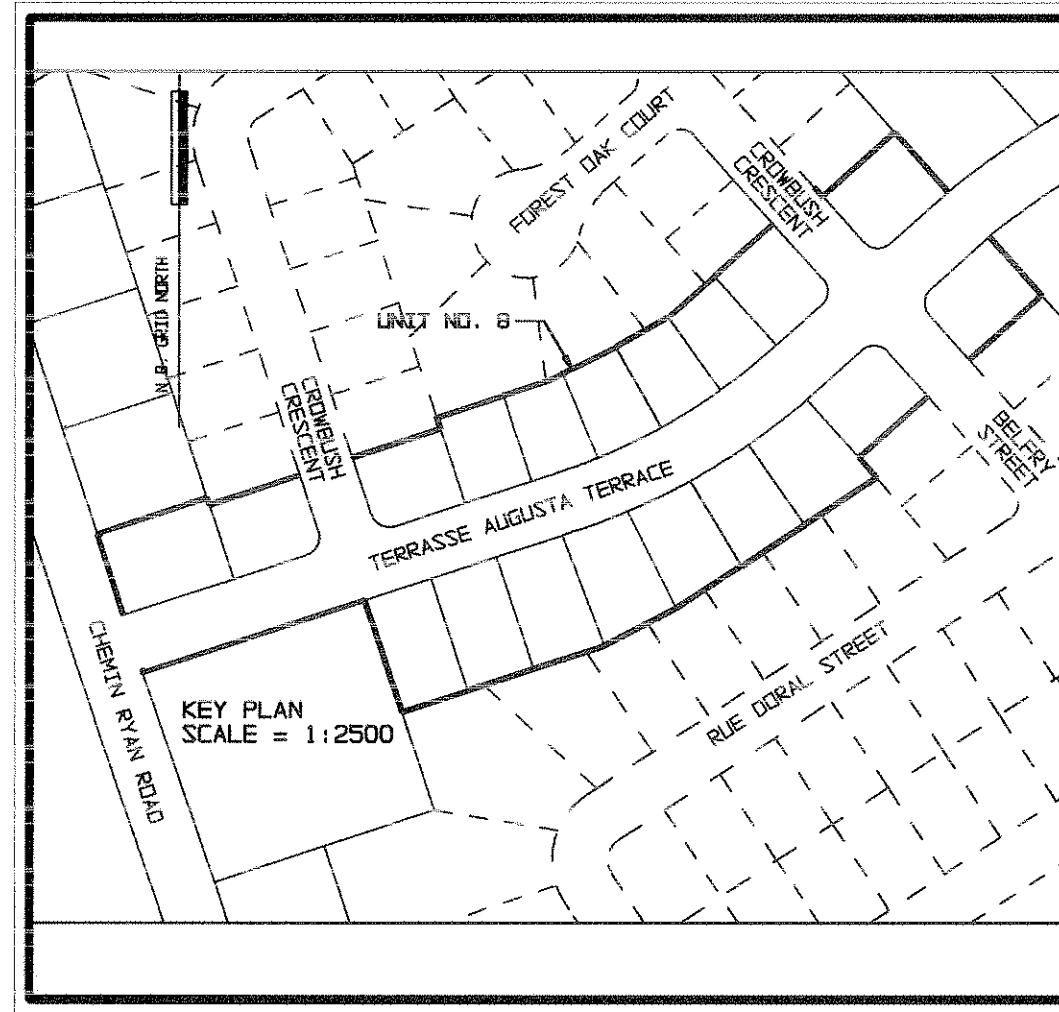 FOREST OAK COURT
CROWBUSH
CRESCENT
N.B. GRID NORTH
UNIT NO. 8
CROWBUSH
CRESCENT
BELFRY
STREET
TERRASSE AUGUSTA TERRACE
CHEMIN RYAN ROAD
RUE DORAL STREET
KEY PLAN
SCALE = 1:2500